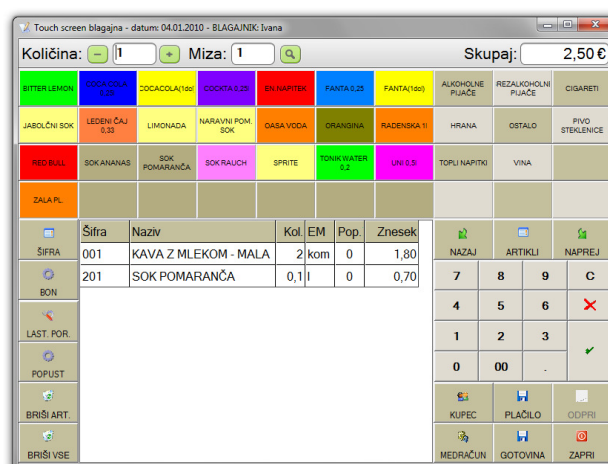 Touch screen blagajna - datum: 04.01.2010 - BLAGAJNIK: Ivana
Količina: 1 Miza: 1 Skupaj: 2,50 €
BITTER LEMON COCACOLA 0,25 COCACOLA(1dcl COCKTA 0,25l EN.NAPITEK FANTA 0,25 FANTA(1dcl) ALKOHOLNE PIJAČE REZALKOHOLNI PIJAČE CIGARETI
JABOLČNI SOK LEDENI ČAJ 0,33 LIMONADA NARAVNI POM. SOK OASA VODA ORANGINA RADENSKA 1l HRANA OSTALO PIVO STEKLENICE
RED BULL SOK ANANAS SOK POMARANČA SOK RAUCH SPRITE TONIK WATER 0,2 UNI 0,5l TOPLI NAPITKI VINA
ZALA PL.
Šifra Naziv Kol. EM Pop. Znesek
001 KAVA Z MLEKOM - MALA 2 kom 0 1,80
201 SOK POMARANČA 0,1 l 0 0,70
ŠIFRA
BON
LAST. POR.
POPUST
BRIŠI ART.
BRIŠI VSE
NAZAJ ARTIKLI NAPREJ
7 8 9 C
4 5 6
1 2 3
0 00 .
KUPEC PLAČILO ODPRI
MEDRAČUN GOTOVINA ZAPRI